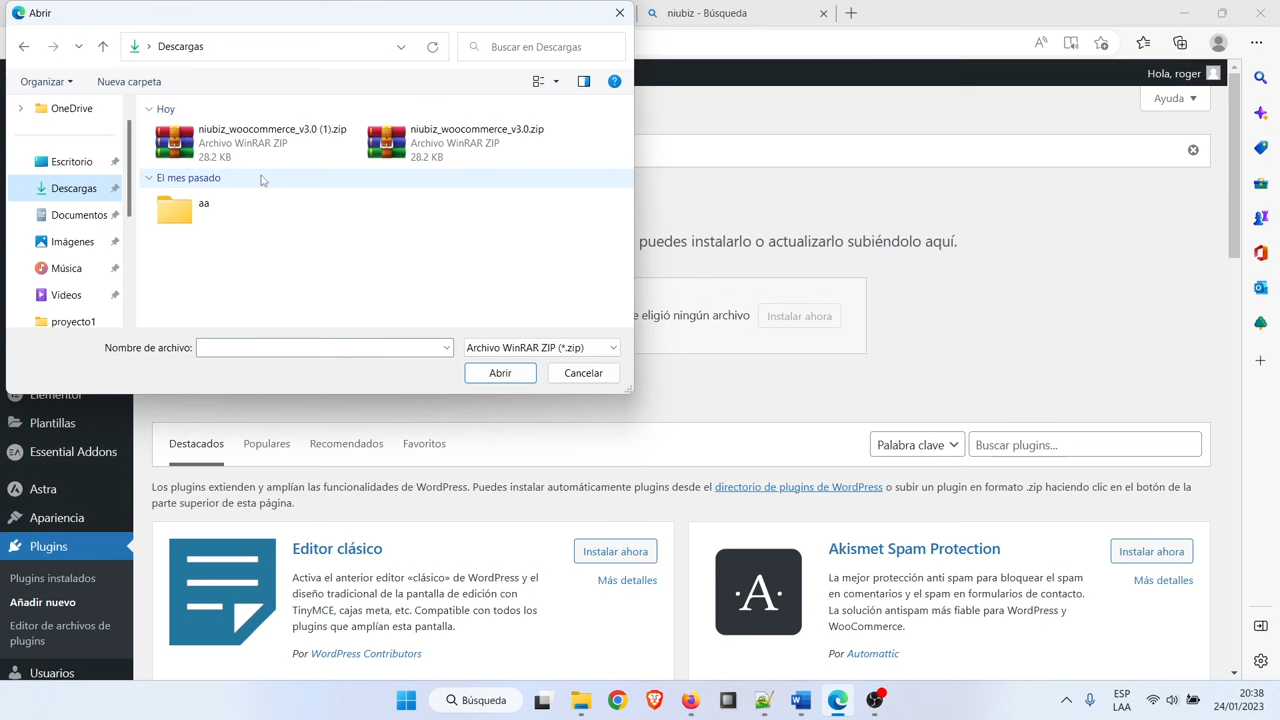 Abrir
niubiz - Búsqueda
Descargas
Buscar en Descargas
Organizar
Nueva carpeta
Hola, roger
Ayuda
OneDrive
Escritorio
Descargas
Documentos
Imágenes
Música
Videos
proyecto1
Hoy
niubiz_woocommerce_v3.0 (1).zip
Archivo WinRAR ZIP
28.2 KB
niubiz_woocommerce_v3.0.zip
Archivo WinRAR ZIP
28.2 KB
El mes pasado
aa
puedes instalarlo o actualizarlo subiéndolo aquí.
e eligió ningún archivo
Instalar ahora
Nombre de archivo:
Archivo WinRAR ZIP (*.zip)
Abrir
Cancelar
Elementor
Plantillas
Essential Addons
Astra
Apariencia
Plugins
Plugins instalados
Añadir nuevo
Editor de archivos de
plugins
Usuarios
Destacados
Populares
Recomendados
Favoritos
Palabra clave
Buscar plugins...
Los plugins extienden y amplían las funcionalidades de WordPress. Puedes instalar automáticamente plugins desde el directorio de plugins de WordPress o subir un plugin en formato .zip haciendo clic en el botón de la
parte superior de esta página.
Editor clásico
Instalar ahora
Más detalles
Activa el anterior editor «clásico» de WordPress y el
diseño tradicional de la pantalla de edición con
TinyMCE, cajas meta, etc. Compatible con todos los
plugins que amplían esta pantalla.
Por WordPress Contributors
A
Akismet Spam Protection
Instalar ahora
Más detalles
La mejor protección anti spam para bloquear el spam
en comentarios y el spam en formularios de contacto.
La solución antispam más fiable para WordPress y
WooCommerce.
Por Automattic
Búsqueda
ESP
LAA
20:38
24/01/2023